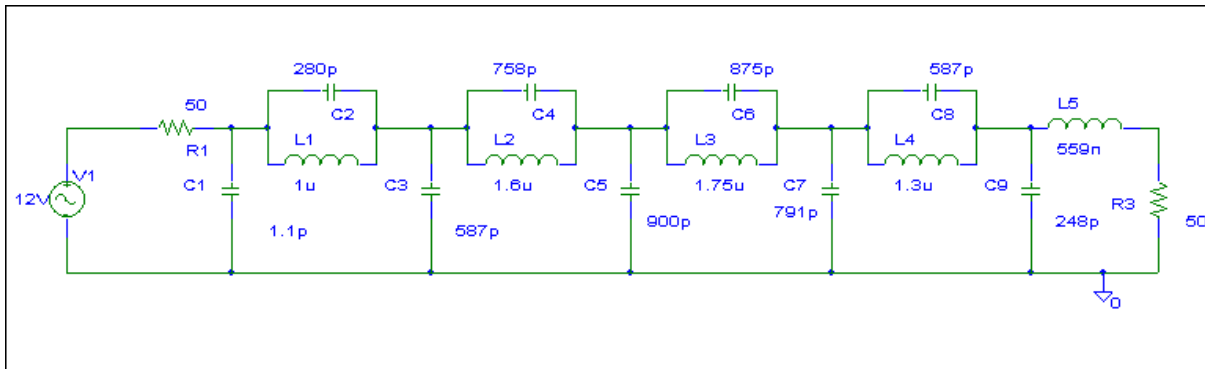 280p
758p
875p
587p
50
C2
C4
C6
C8
L5
R1
L1
L2
L3
L4
559n
V1
C1
1u
C3
1.6u
C5
1.75u
C7
1.3u
C9
R3
12V
1.1p
587p
900p
791p
248p
50
0